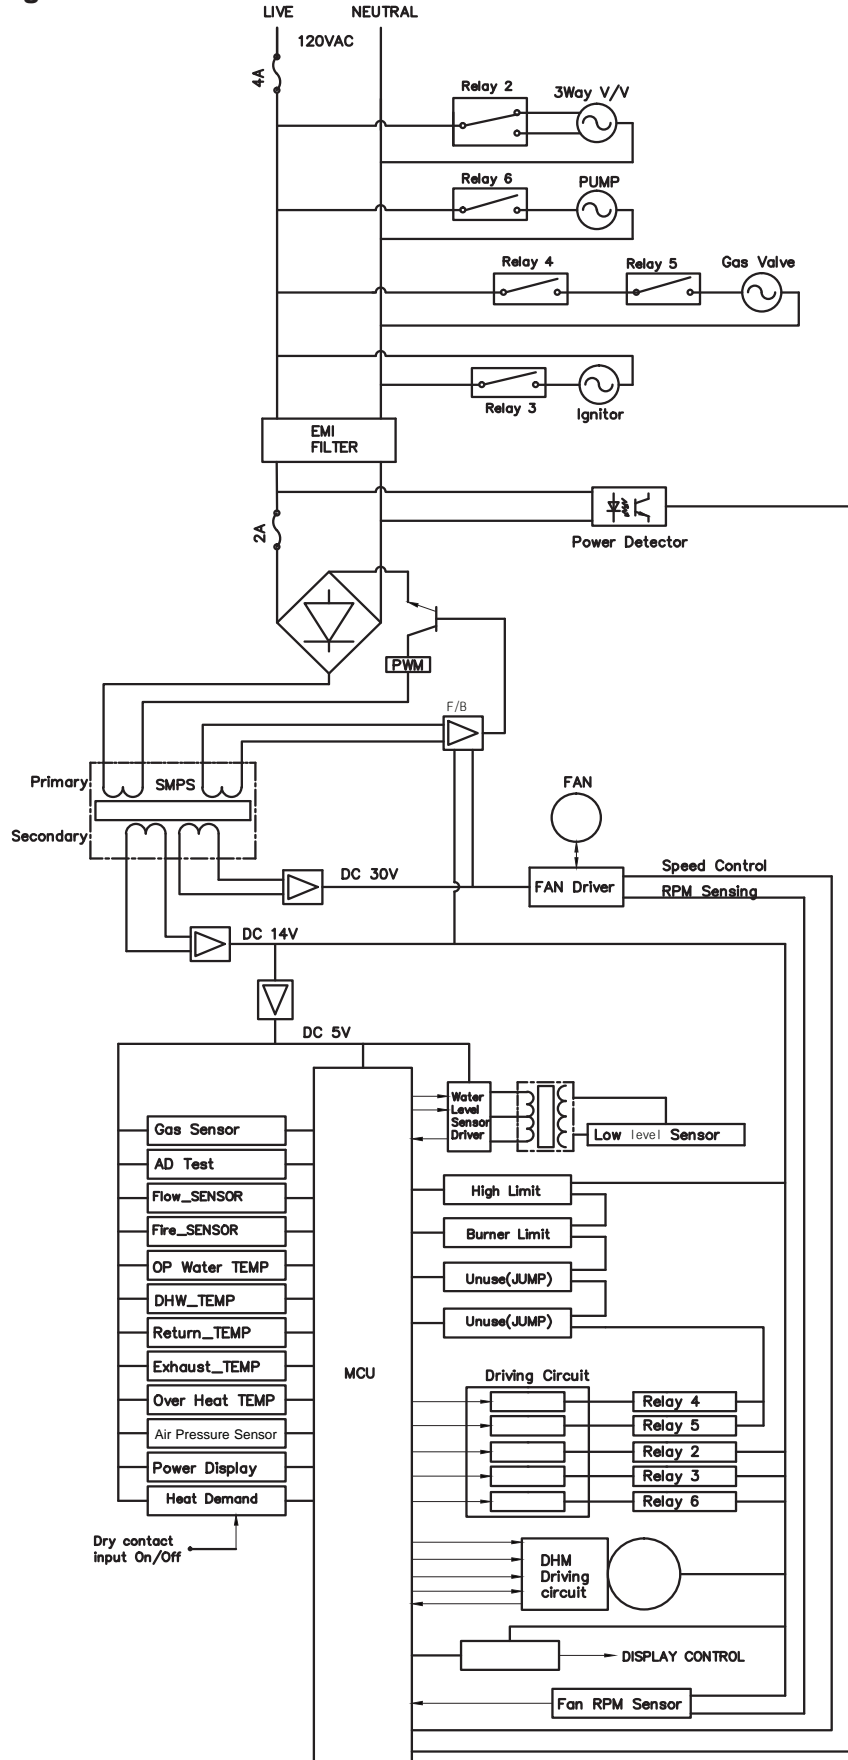 LIVE
NEUTRAL
120VAC
4A
Relay 2
3Way V/V
Relay 6
PUMP
Relay 4
Relay 5
Gas Valve
Relay 3
Ignitor
EMI
FILTER
2A
Power Detector
PWM
F/B
Primary
SMPS
Secondary
FAN
DC 30V
FAN Driver
Speed Control
RPM Sensing
DC 14V
DC 5V
Water
Level
Sensor
Driver
Low level Sensor
Gas Sensor
AD Test
Flow_SENSOR
Fire_SENSOR
OP Water TEMP
DHW_TEMP
Return_TEMP
Exhaust_TEMP
Over Heat TEMP
Air Pressure Sensor
Power Display
Heat Demand
Dry contact
input On/Off
MCU
High Limit
Burner Limit
Unuse(JUMP)
Unuse(JUMP)
Driving Circuit
Relay 4
Relay 5
Relay 2
Relay 3
Relay 6
DHM
Driving
circuit
DISPLAY CONTROL
Fan RPM Sensor